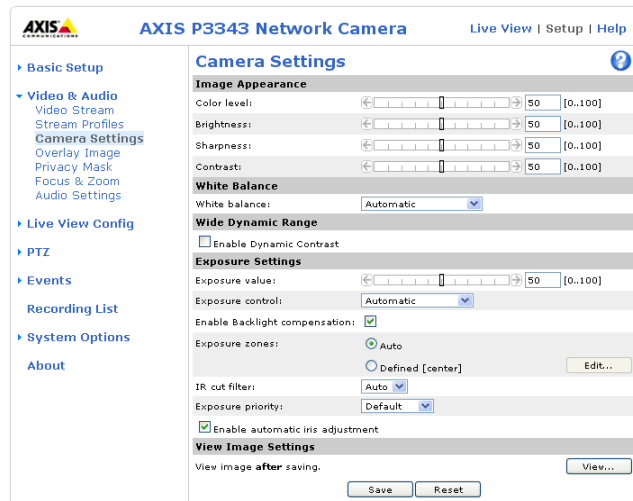 AXIS
COMMUNICATIONS
AXIS P3343 Network Camera
Live View | Setup | Help
Basic Setup
Video & Audio
Video Stream
Stream Profiles
Camera Settings
Overlay Image
Privacy Mask
Focus & Zoom
Audio Settings
Live View Config
PTZ
Events
Recording List
System Options
About
Camera Settings
?
Image Appearance
Color level: 50 [0..100]
Brightness: 50 [0..100]
Sharpness: 50 [0..100]
Contrast: 50 [0..100]
White Balance
White balance: Automatic
Wide Dynamic Range
Enable Dynamic Contrast
Exposure Settings
Exposure value: 50 [0..100]
Exposure control: Automatic
Enable Backlight compensation:
Exposure zones: Auto
Defined [center] Edit...
IR cut filter: Auto
Exposure priority: Default
Enable automatic iris adjustment
View Image Settings
View image after saving. View...
Save Reset